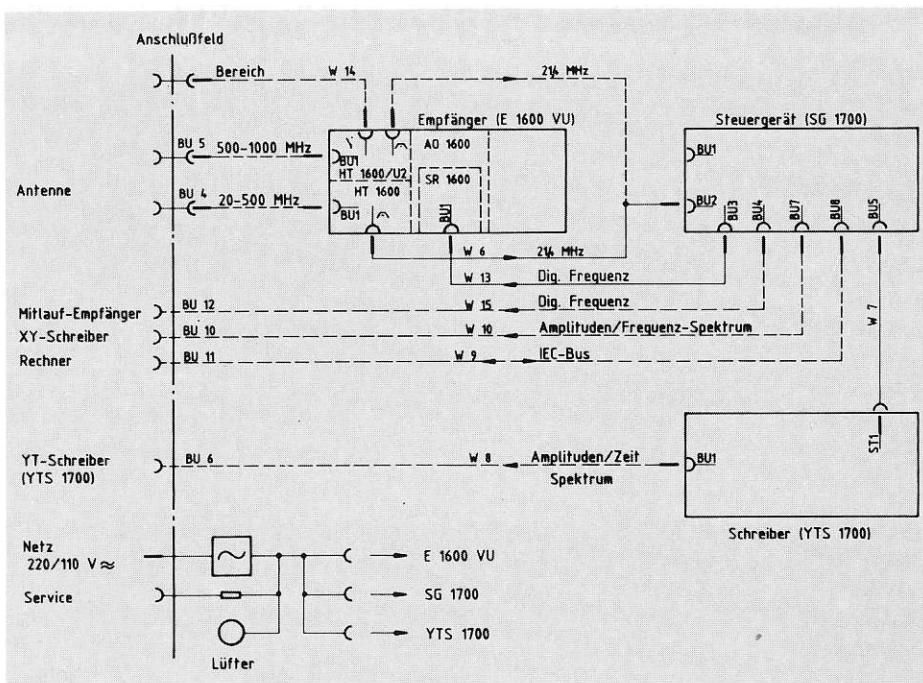 Anschlußfeld
Bereich W 14 21,4 MHz
Empfänger (E 1600 VU) Steuergerät (SG 1700)
BU 5 500-1000 MHz BU1 AO 1600 BU1
HT 1600/U2
Antenne
HT 1600 SR 1600
BU 4 20-500 MHz BU1 BU1 BU2 BU3 BU4 BU7 BU8 BU5
W 6 21,4 MHz
W 13 Dig. Frequenz
Mitlauf-Empfänger BU 12 W 15 Dig. Frequenz W 7
XY-Schreiber BU 10 W 10 Amplituden/Frequenz-Spektrum
Rechner BU 11 W 9 IEC-Bus
ST1
YT-Schreiber BU 6 W 8 Amplituden/Zeit BU1
(YTS 1700) Spektrum
Schreiber (YTS 1700)
Netz
220/110 V ≈ E 1600 VU
Service SG 1700
YTS 1700
Lüfter